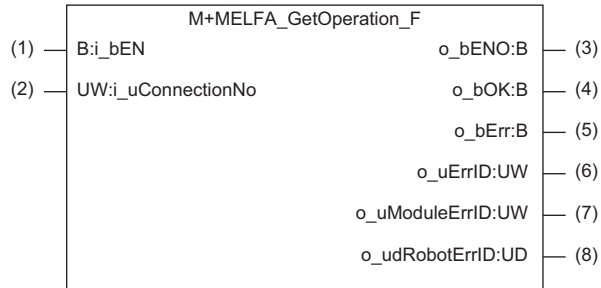 M+MELFA_GetOperation_F
(1) B:i_bEN o_bENO:B (3)
(2) UW:i_uConnectionNo o_bOK:B (4)
o_bErr:B (5)
o_uErrID:UW (6)
o_uModuleErrID:UW (7)
o_udRobotErrID:UD (8)